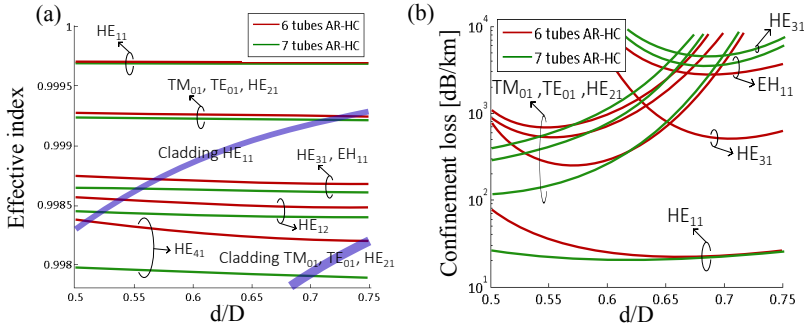 (a)
1
0.9995
0.999
0.9985
0.998
Effective index
HE11
6 tubes AR-HC
7 tubes AR-HC
TM01, TE01, HE21
Cladding HE11
HE31, EH11
HE12
HE41
Cladding TM01, TE01, HE21
0.5
0.55
0.6
0.65
0.7
0.75
d/D
(b)
10^4
10^3
10^2
10^1
Confinement loss [dB/km]
6 tubes AR-HC
7 tubes AR-HC
HE31
EH11
TM01 ,TE01 ,HE21
HE31
HE11
0.5
0.55
0.6
0.65
0.7
0.75
d/D